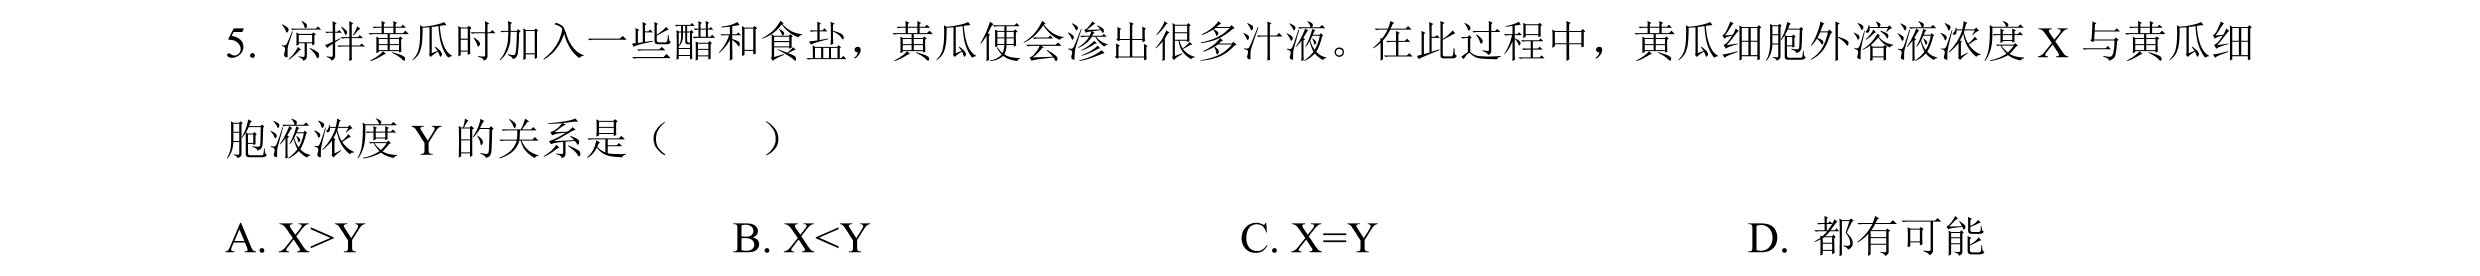 5. 凉拌黄瓜时加入一些醋和食盐，黄瓜便会渗出很多汁液。在此过程中，黄瓜细胞外溶液浓度 X 与黄瓜细
胞液浓度 Y 的关系是（  ）
A. X>Y B. X<Y C. X=Y D. 都有可能